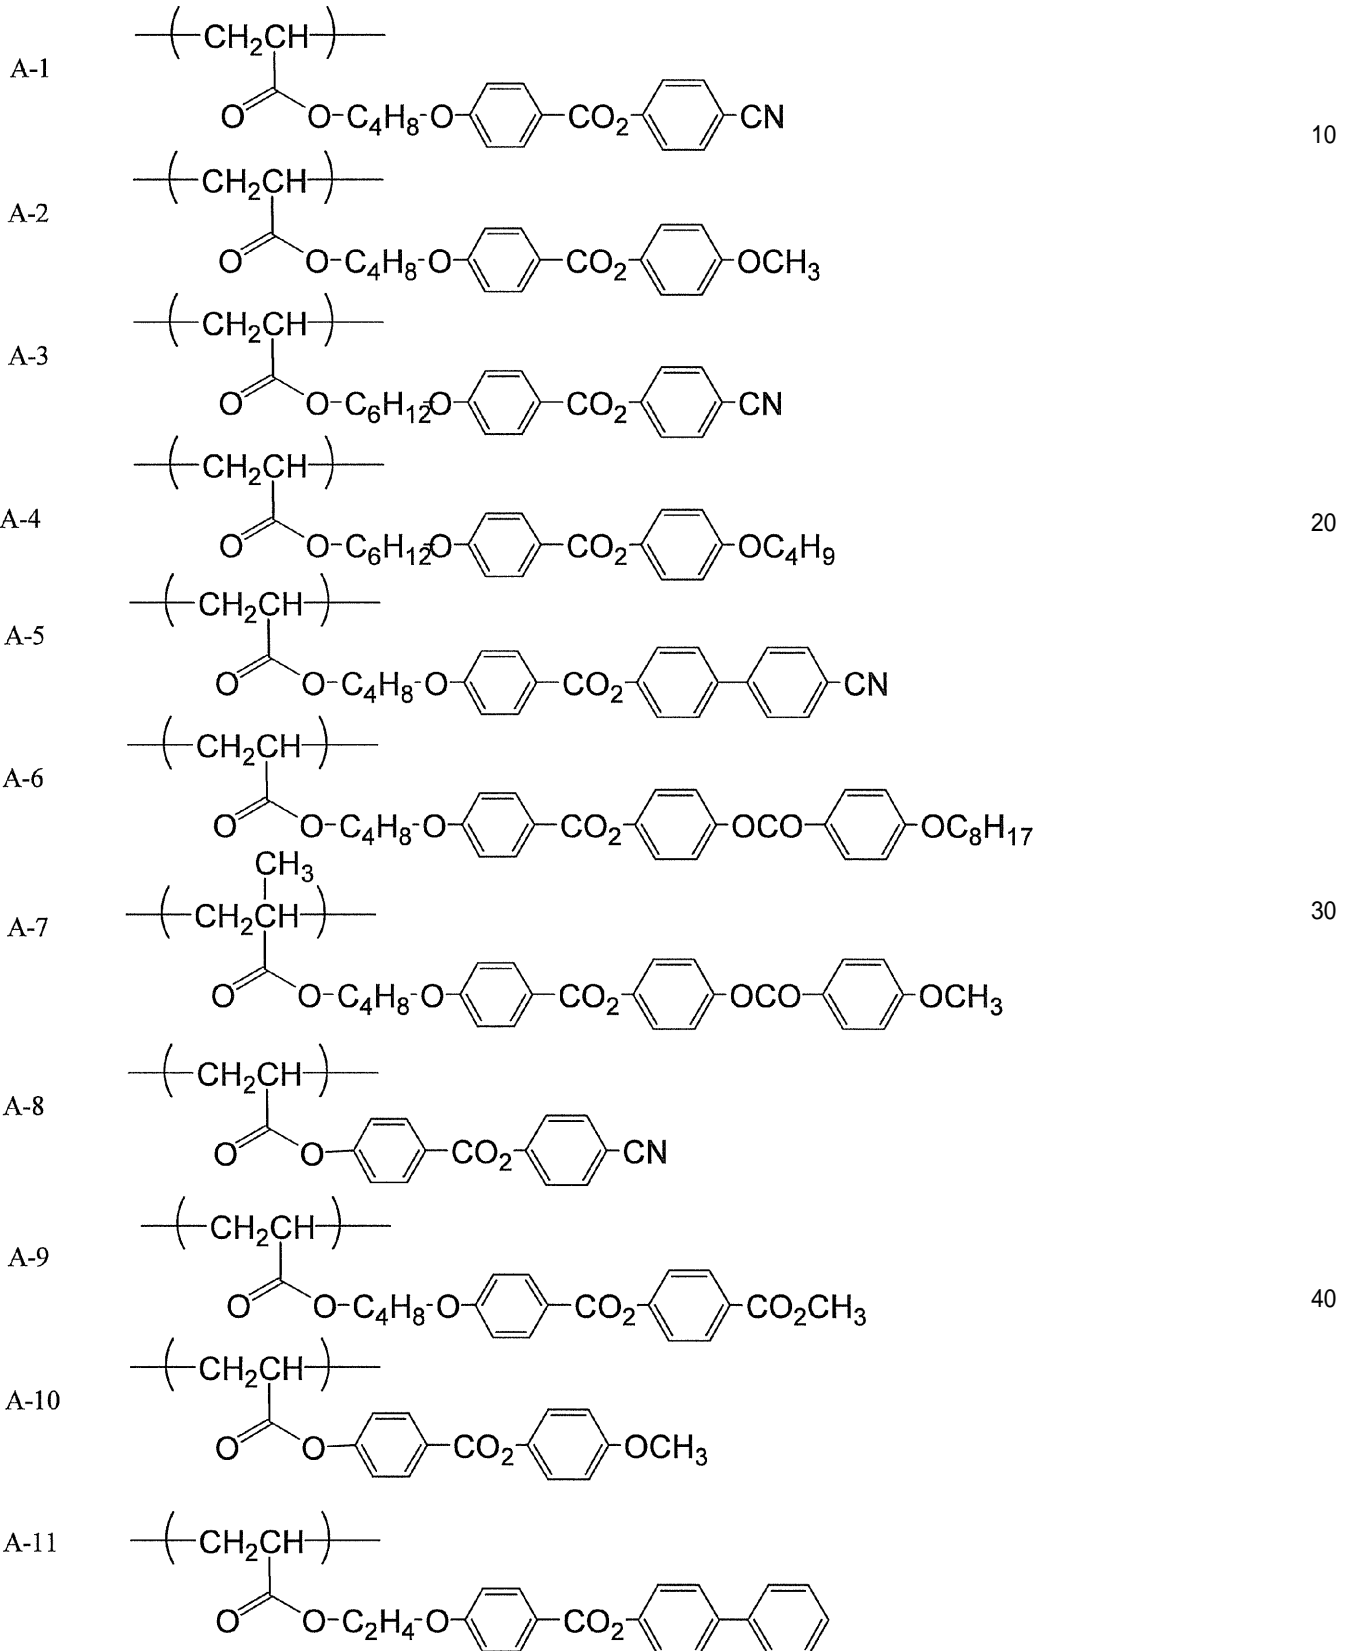 —(CH2CH)—
A-1
O O-C4H8-O CO2 CN
10
—(CH2CH)—
A-2
O O-C4H8-O CO2 OCH3
—(CH2CH)—
A-3
O O-C6H12O CO2 CN
—(CH2CH)—
A-4
20
O O-C6H12O CO2 OC4H9
—(CH2CH)—
A-5
O O-C4H8-O CO2 CN
—(CH2CH)—
A-6
O O-C4H8-O CO2 OCO OC8H17
CH3
—(CH2CH)—
30
A-7
O O-C4H8-O CO2 OCO OCH3
—(CH2CH)—
A-8
O O CO2 CN
—(CH2CH)—
A-9
O O-C4H8-O CO2 CO2CH3
40
—(CH2CH)—
A-10
O O CO2 OCH3
—(CH2CH)—
A-11
O O-C2H4-O CO2